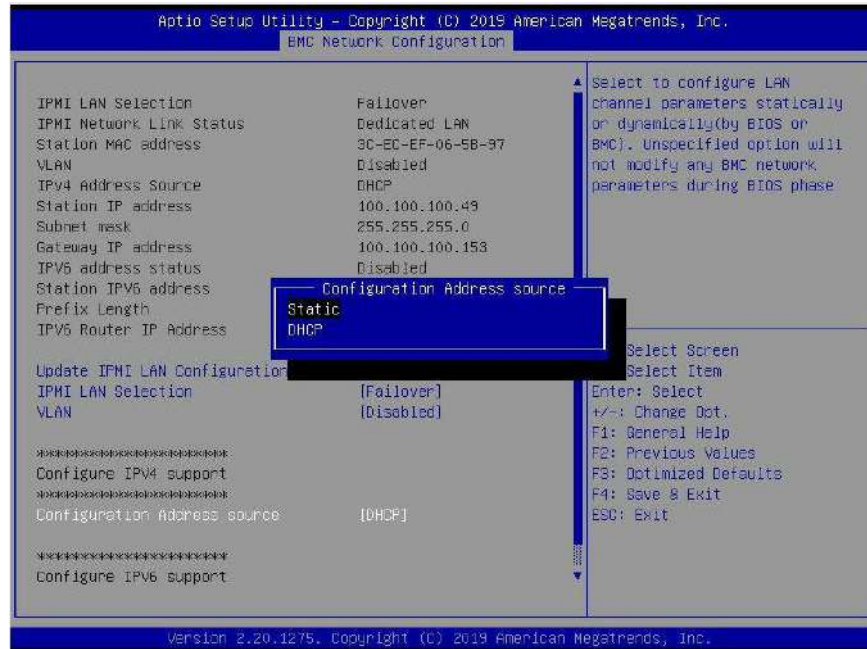 Aptio Setup Utility – Copyright (C) 2019 American Megatrends, Inc.
BMC Network Configuration
IPMI LAN Selection Failover
IPMI Network Link Status Dedicated LAN
Station MAC address 3C-EC-EF-06-5B-97
VLAN Disabled
IPv4 Address Source DHCP
Station IP address 100.100.100.49
Subnet mask 255.255.255.0
Gateway IP address 100.100.100.153
IPV6 address status Disabled
Station IPV6 address
Prefix Length
IPV6 Router IP Address
Configuration Address source
Static
DHCP
Update IPMI LAN Configuration
IPMI LAN Selection [Failover]
VLAN [Disabled]
*************************
Configure IPV4 support
*************************
Configuration Address source [DHCP]
*************************
Configure IPV6 support
Select to configure LAN
channel parameters statically
or dynamically(by BIOS or
BMC). Unspecified option will
not modify any BMC network
parameters during BIOS phase
Select Screen
Select Item
Enter: Select
+/-: Change Opt.
F1: General Help
F2: Previous Values
F3: Optimized Defaults
F4: Save & Exit
ESC: Exit
Version 2.20.1275. Copyright (C) 2019 American Megatrends, Inc.